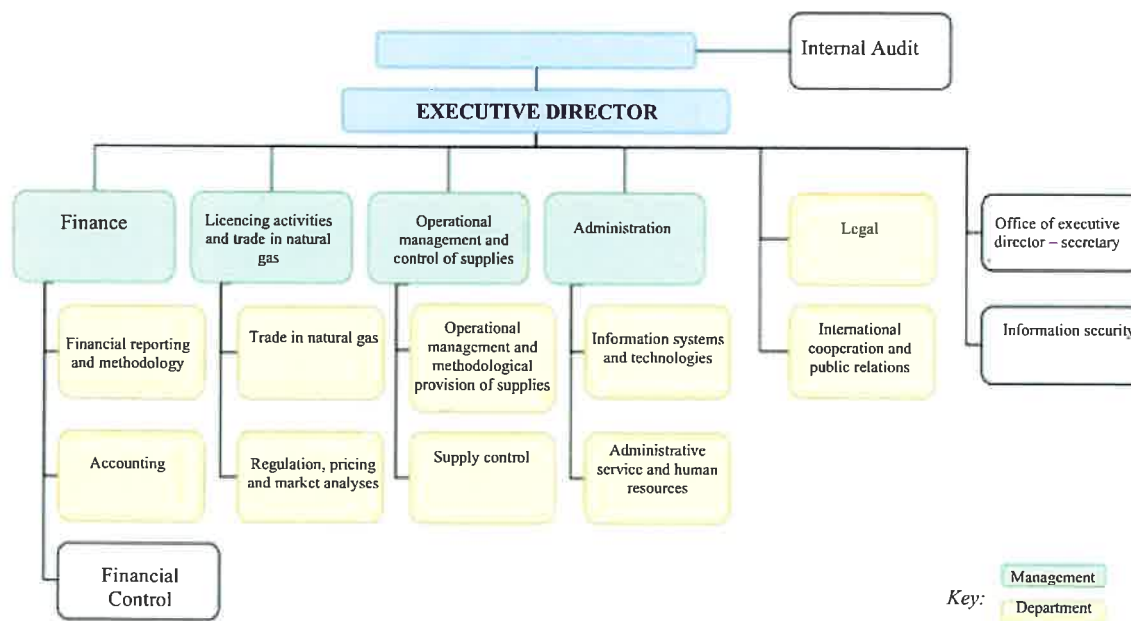 Internal Audit
EXECUTIVE DIRECTOR
Finance
Licencing activities
and trade in natural
gas
Operational
management and
control of supplies
Administration
Legal
Office of executive
director – secretary
Financial reporting
and methodology
Trade in natural gas
Operational
management and
methodological
provision of supplies
Information systems
and technologies
International
cooperation and
public relations
Information security
Accounting
Regulation, pricing
and market analyses
Supply control
Administrative
service and human
resources
Financial
Control
Key:
Management
Department